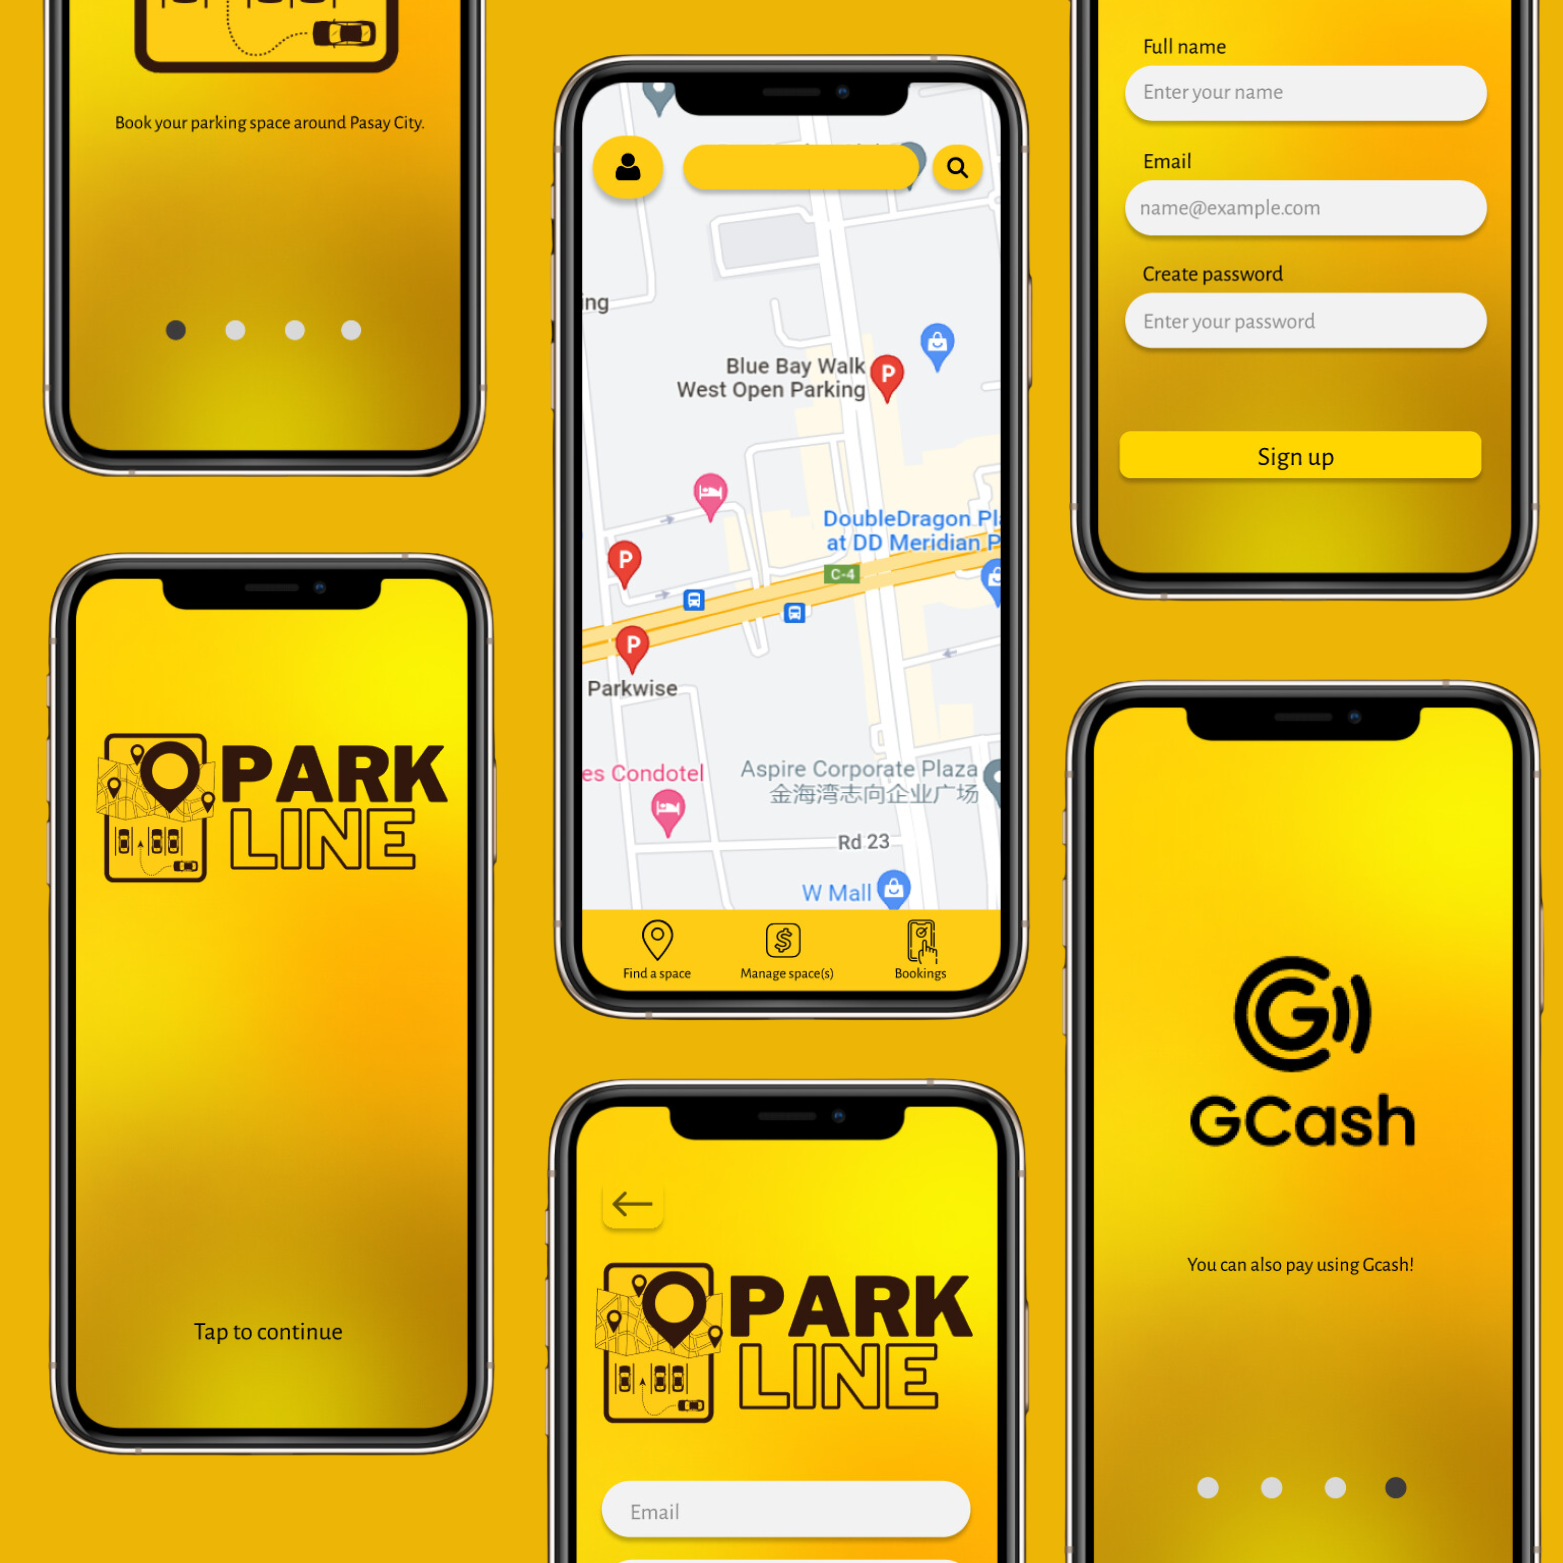 Book your parking space around Pasay City.
PARK
LINE
Tap to continue
ing
Blue Bay Walk
West Open Parking
P
DoubleDragon Pl
at DD Meridian P
C-4
P
P
Parkwise
es Condotel
Aspire Corporate Plaza
金海湾志向企业广场
Rd 23
W Mall
$
Find a space
Manage space(s)
Bookings
PARK
LINE
Email
Full name
Enter your name
Email
name@example.com
Create password
Enter your password
Sign up
G
GCash
You can also pay using Gcash!